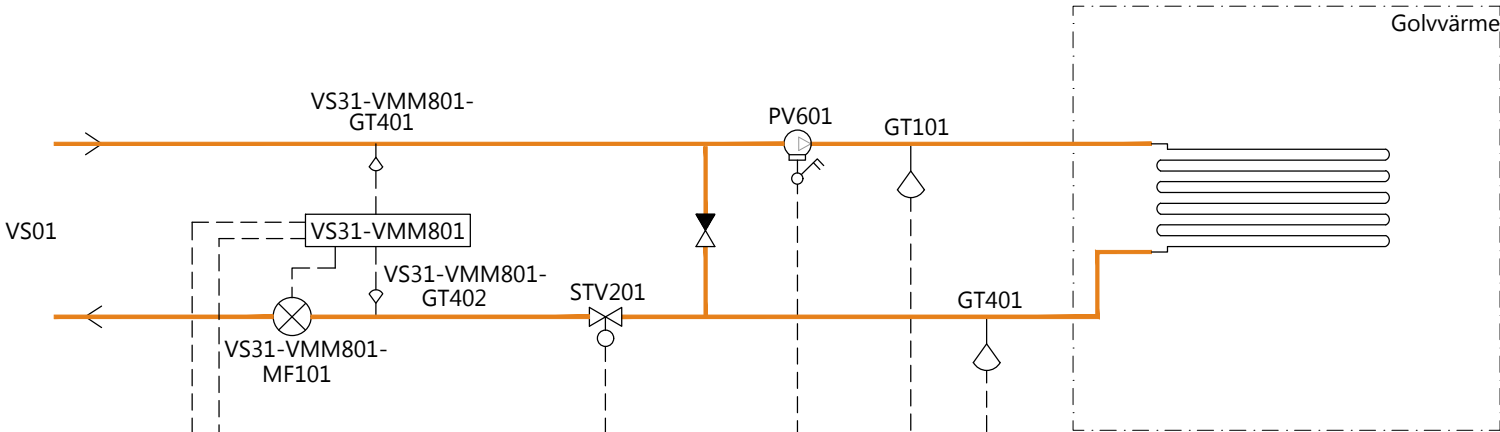 Golvvärme
VS31-VMM801-
GT401
PV601
GT101
VS01
VS31-VMM801
VS31-VMM801-
GT402
STV201
GT401
VS31-VMM801-
MF101